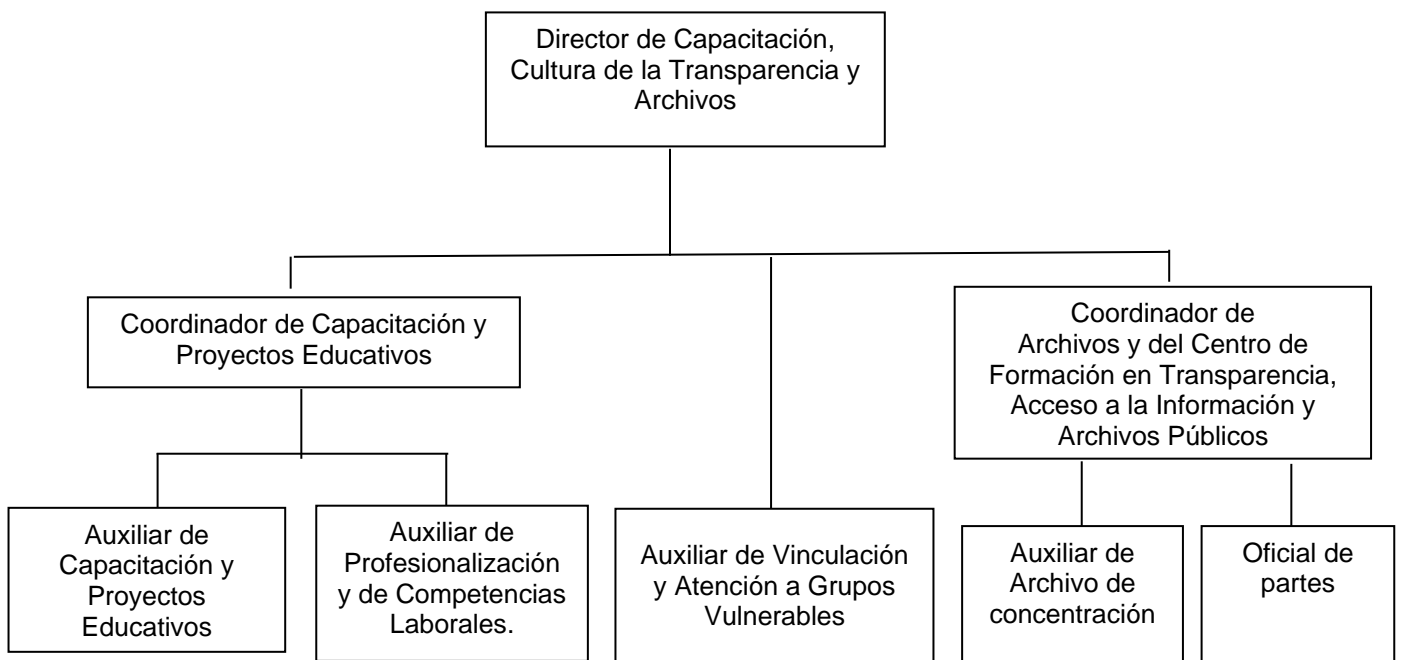 Director de Capacitación,
Cultura de la Transparencia y
Archivos
Coordinador de Capacitación y
Proyectos Educativos
Coordinador de
Archivos y del Centro de
Formación en Transparencia,
Acceso a la Información y
Archivos Públicos
Auxiliar de
Capacitación y
Proyectos
Educativos
Auxiliar de
Profesionalización
y de Competencias
Laborales.
Auxiliar de Vinculación
y Atención a Grupos
Vulnerables
Auxiliar de
Archivo de
concentración
Oficial de
partes